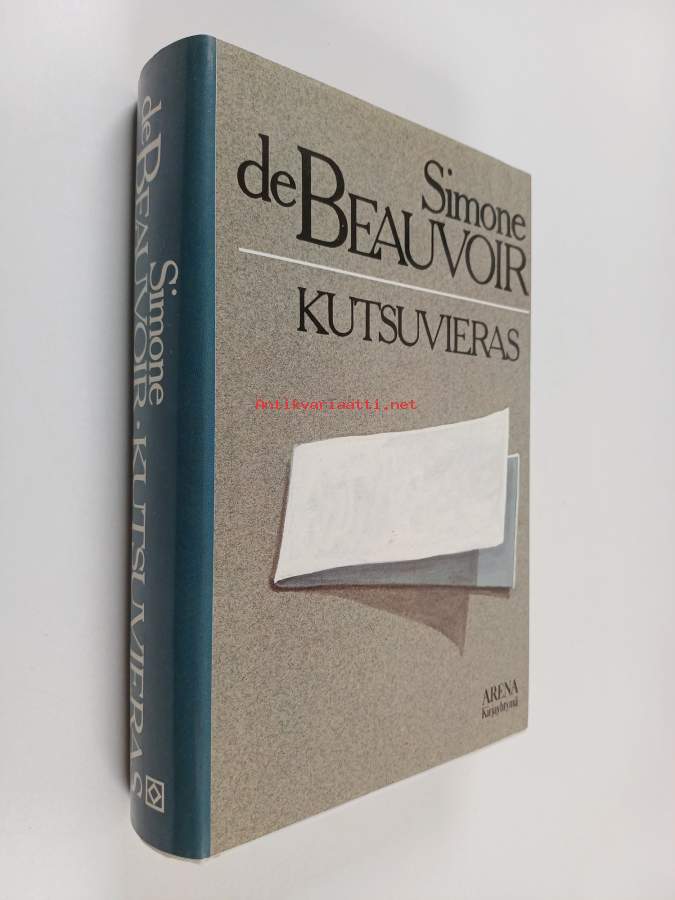 Simone
de BEAUVOIR
KUTSUVIERAS
Antikvariaatti.net
ARENA
Kirjayhtymä
Simone
de BEAUVOIR · KUTSUVIERAS